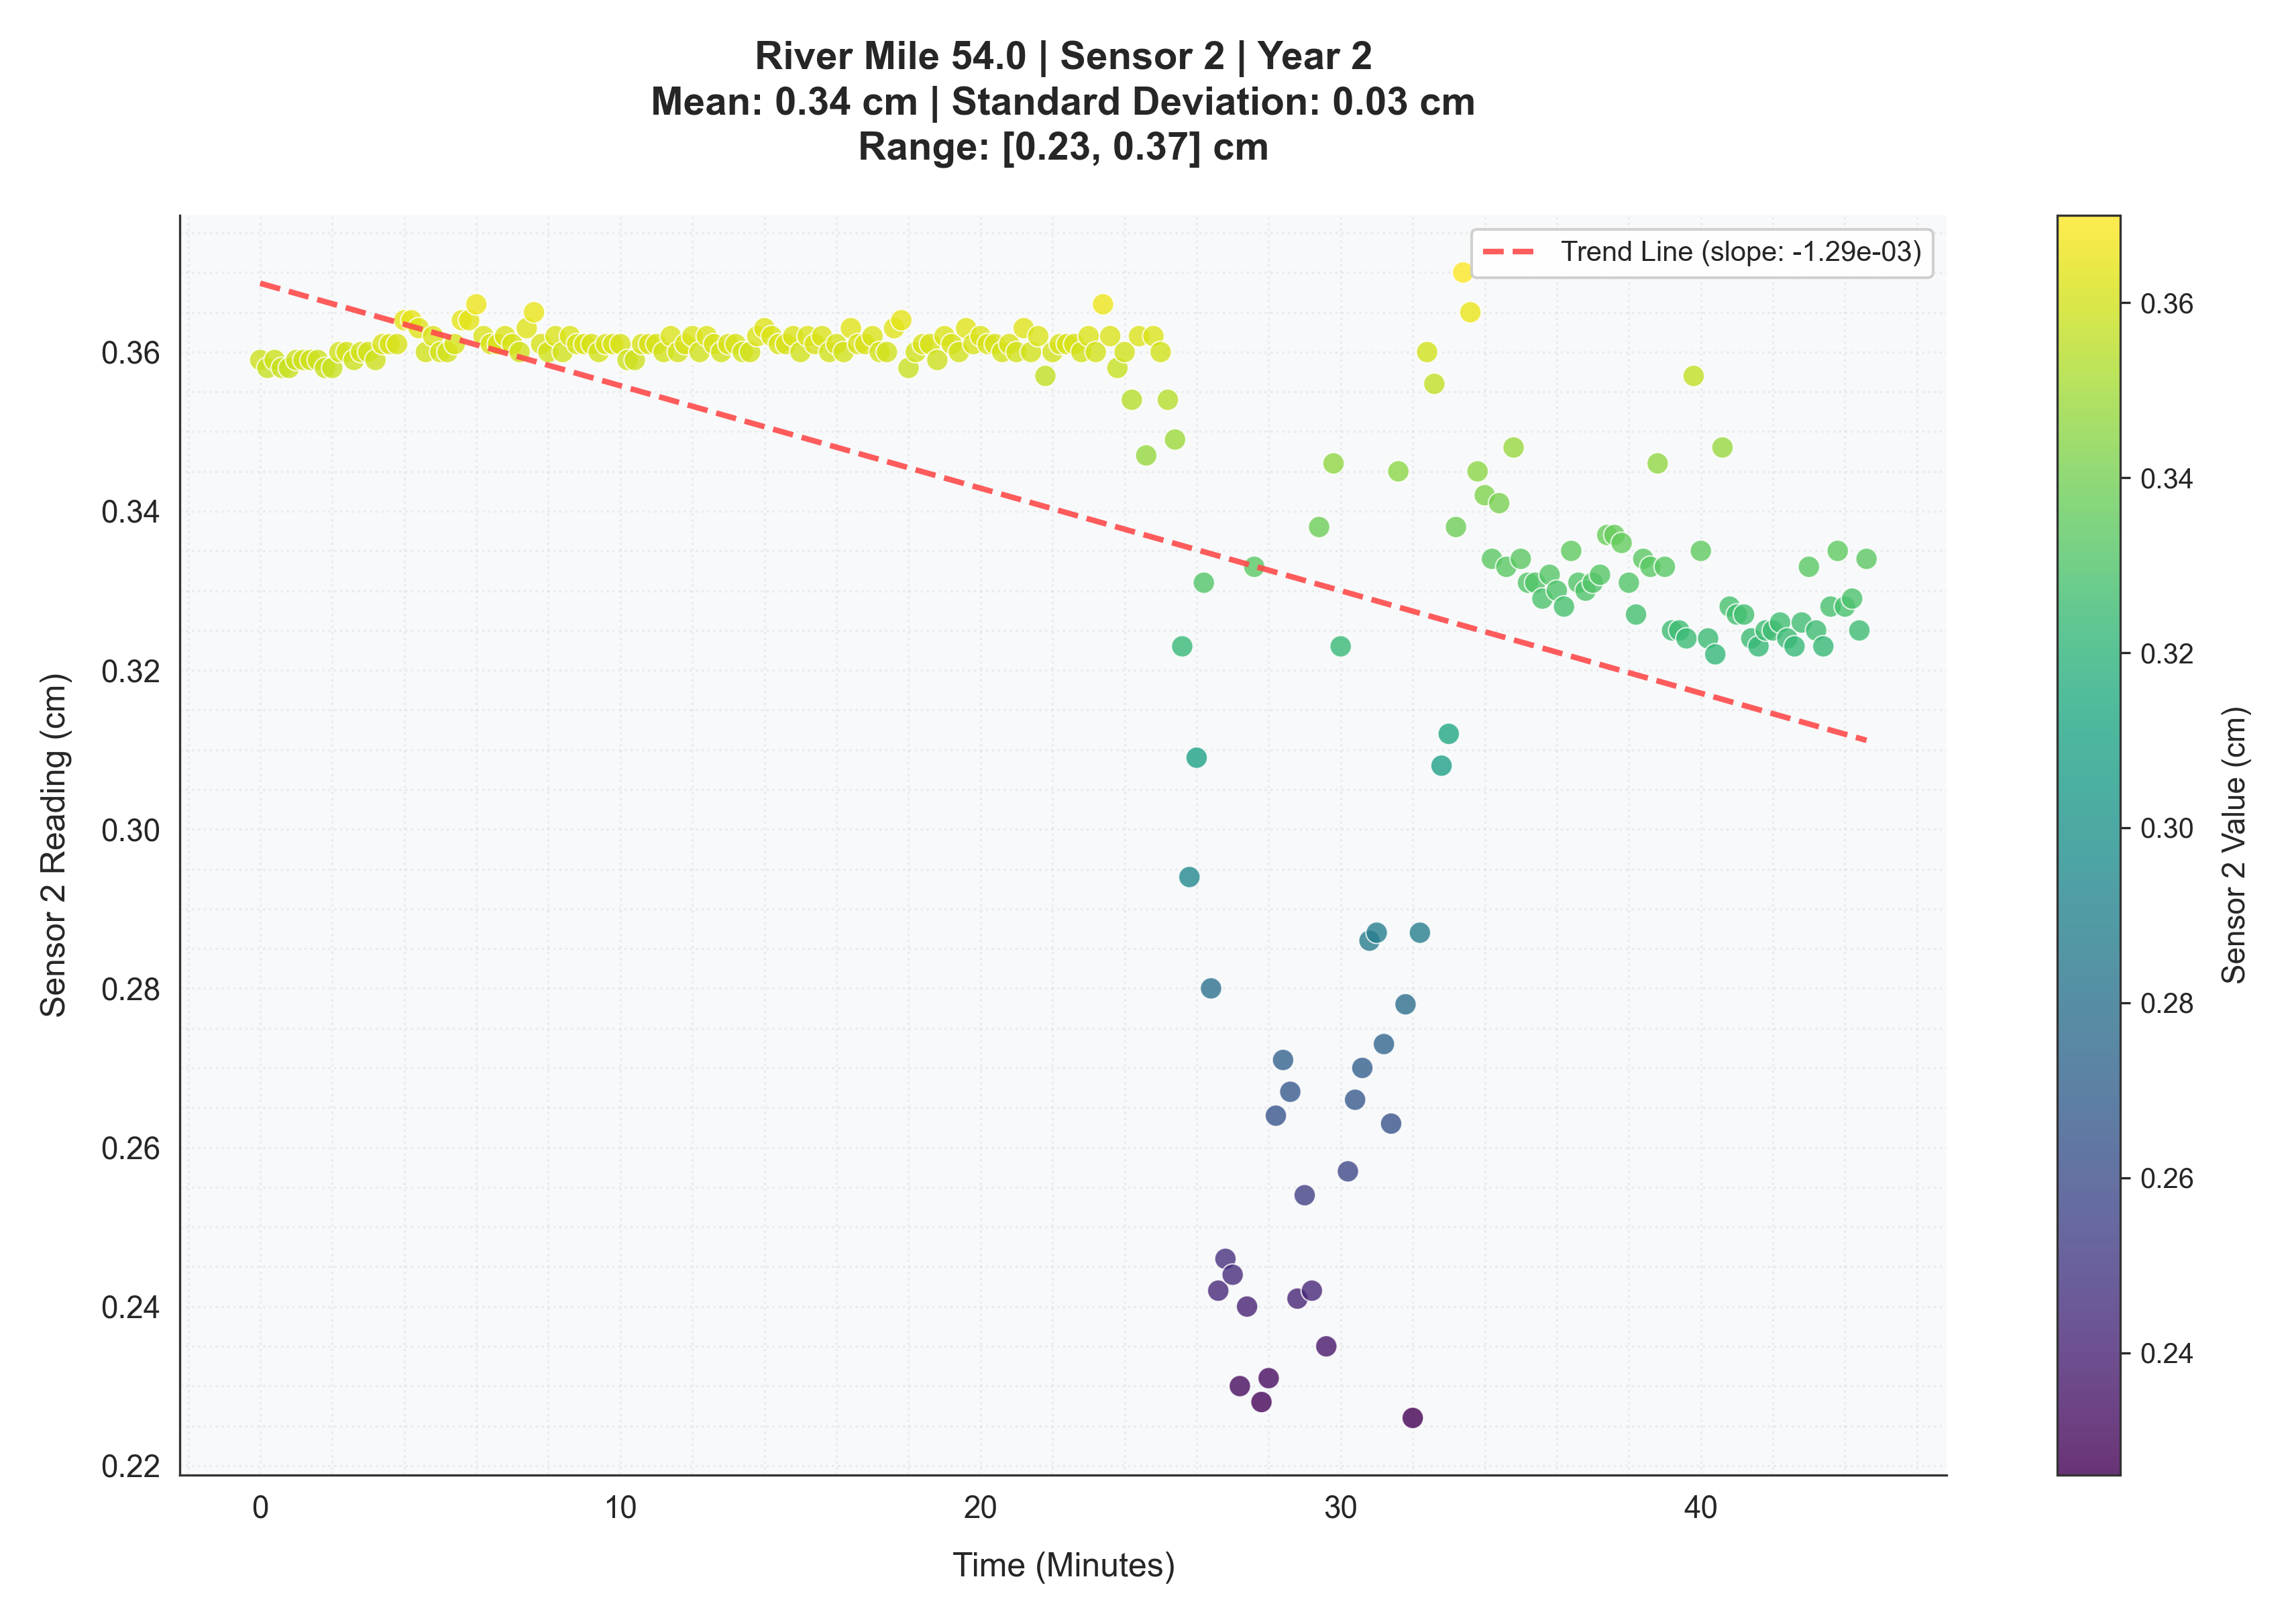 River Mile 54.0 | Sensor 2 | Year 2
Mean: 0.34 cm | Standard Deviation: 0.03 cm
Range: [0.23, 0.37] cm
Trend Line (slope: -1.29e-03)
Sensor 2 Reading (cm)
0.36
0.34
0.32
0.30
0.28
0.26
0.24
0.22
0
10
20
30
40
Time (Minutes)
0.36
0.34
0.32
0.30
0.28
0.26
0.24
Sensor 2 Value (cm)